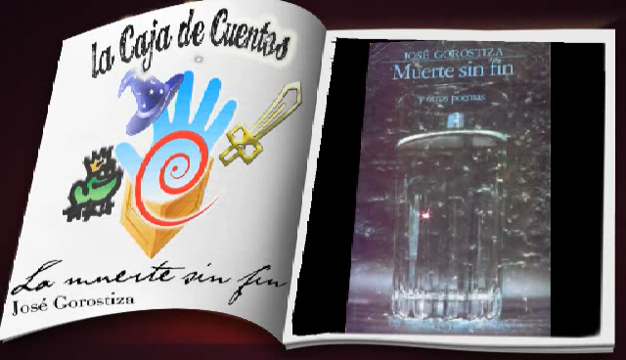 la Caja de Cuentos
La muerte sin fin
José Gorostiza
JOSÉ GOROSTIZA
Muerte sin fin
y otros poemas